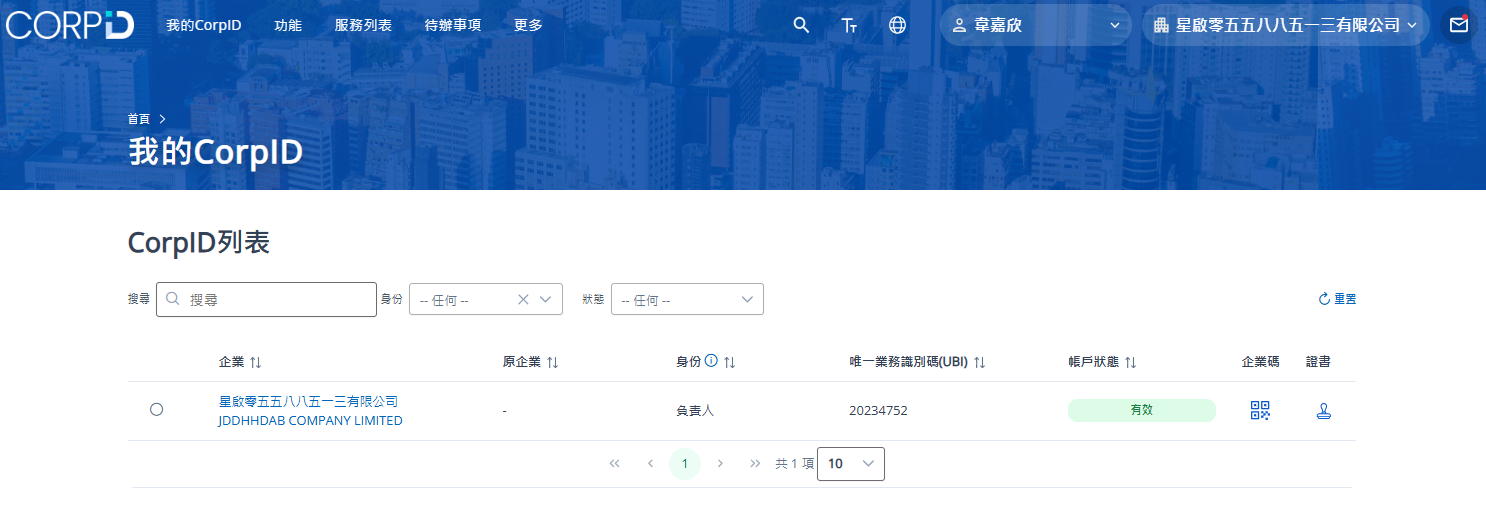 CORPiD 我的CorpID 功能 服務列表 待辦事項 更多 韋嘉欣 星啟零五五八八五一三有限公司
首頁
我的CorpID
CorpID列表
搜尋 搜尋 身份 -- 任何 -- 狀態 -- 任何 -- 重置
企業 原企業 身份 唯一業務識別碼(UBI) 帳戶狀態 企業碼 證書
星啟零五五八八五一三有限公司
JDDHHDAB COMPANY LIMITED
- 負責人 20234752 有效
1 共 1 項 10